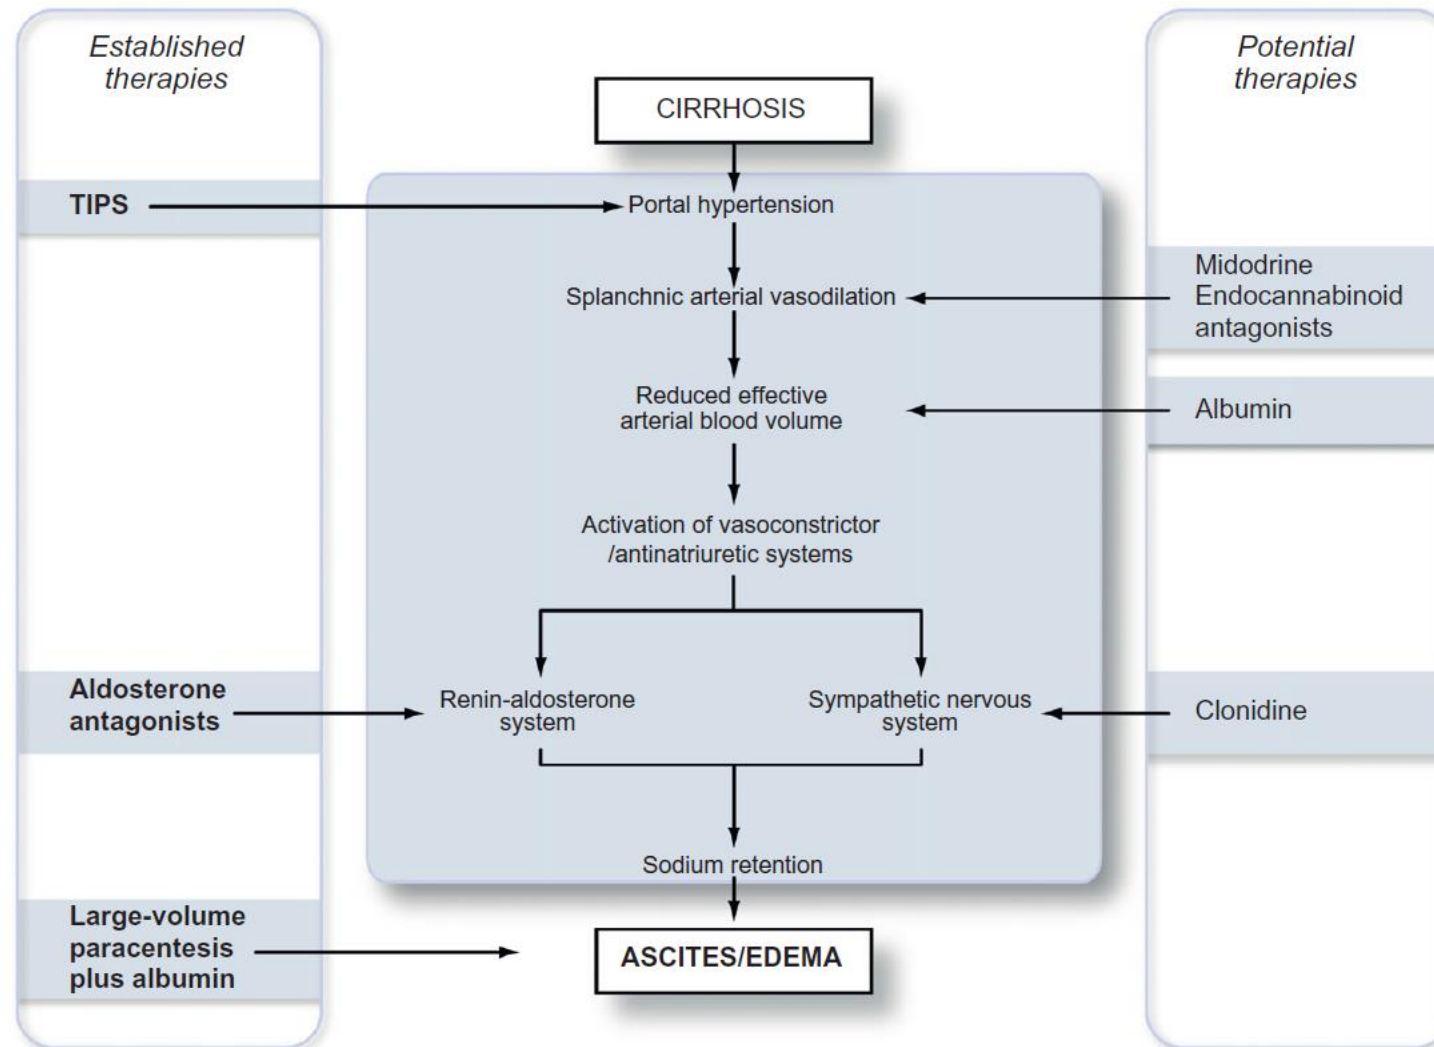 Established
therapies
TIPS
Aldosterone
antagonists
Large-volume
paracentesis
plus albumin
CIRRHOSIS
Portal hypertension
Splanchnic arterial vasodilation
Reduced effective
arterial blood volume
Activation of vasoconstrictor
/antinatriuretic systems
Renin-aldosterone
system
Sympathetic nervous
system
Sodium retention
ASCITES/EDEMA
Potential
therapies
Midodrine
Endocannabinoid
antagonists
Albumin
Clonidine